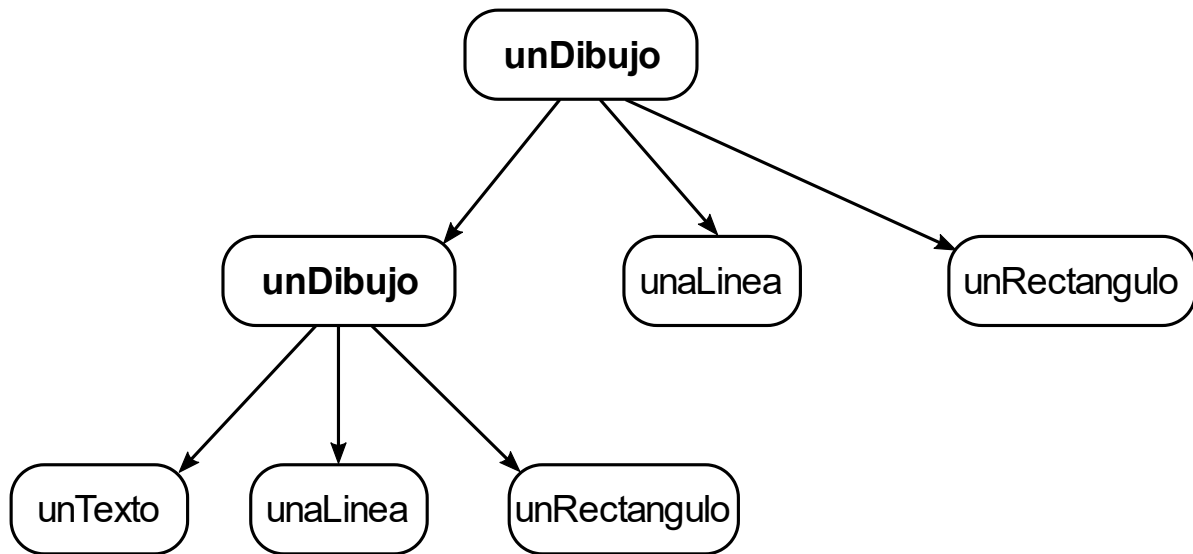 unDibujo
unDibujo
unaLinea
unRectangulo
unTexto
unaLinea
unRectangulo